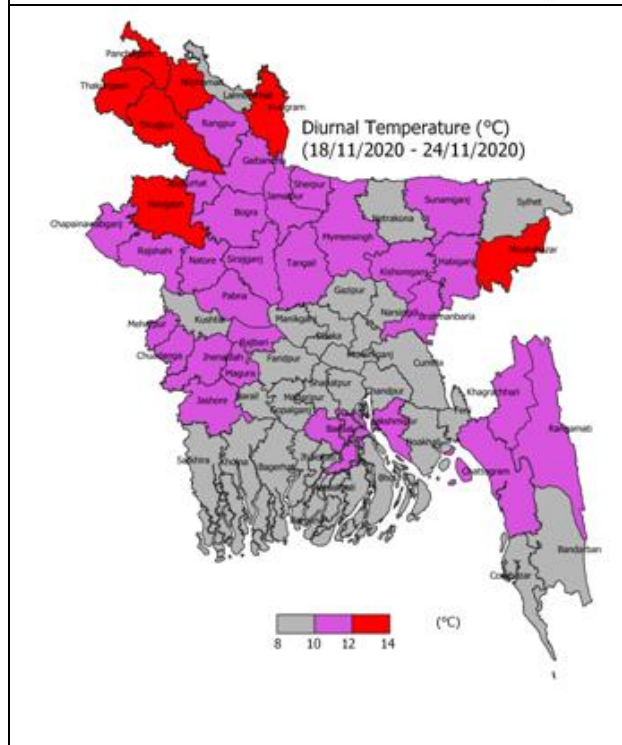 Panchagarh
Thakurgaon
Nilphamari
Lalmonirhat
Kurigram
Dinajpur
Rangpur
Diurnal Temperature (°C)
(18/11/2020 - 24/11/2020)
Gaibandha
Joypurhat
Sherpur
Jamalpur
Naogaon
Bogra
Netrakona
Sunamganj
Sylhet
Moulvibazar
Chapainawabganj
Mymensingh
Rajshahi
Natore
Sirajganj
Tangail
Kishoreganj
Habiganj
Pabna
Gazipur
Narsingdi
Brahmanbaria
Kushtia
Manikganj
Dhaka
Meherpur
Rajbari
Munshiganj
Chuadanga
Jhenaidah
Faridpur
Cumilla
Magura
Shariatpur
Khagrachhari
Narail
Madaripur
Chandpur
Jashore
Gopalganj
Feni
Rangamati
Barisal
Lakshmipur
Noakhali
Satkhira
Khulna
Bagerhat
Bhola
Chattogram
Bandarban
(°C)
8 10 12 14